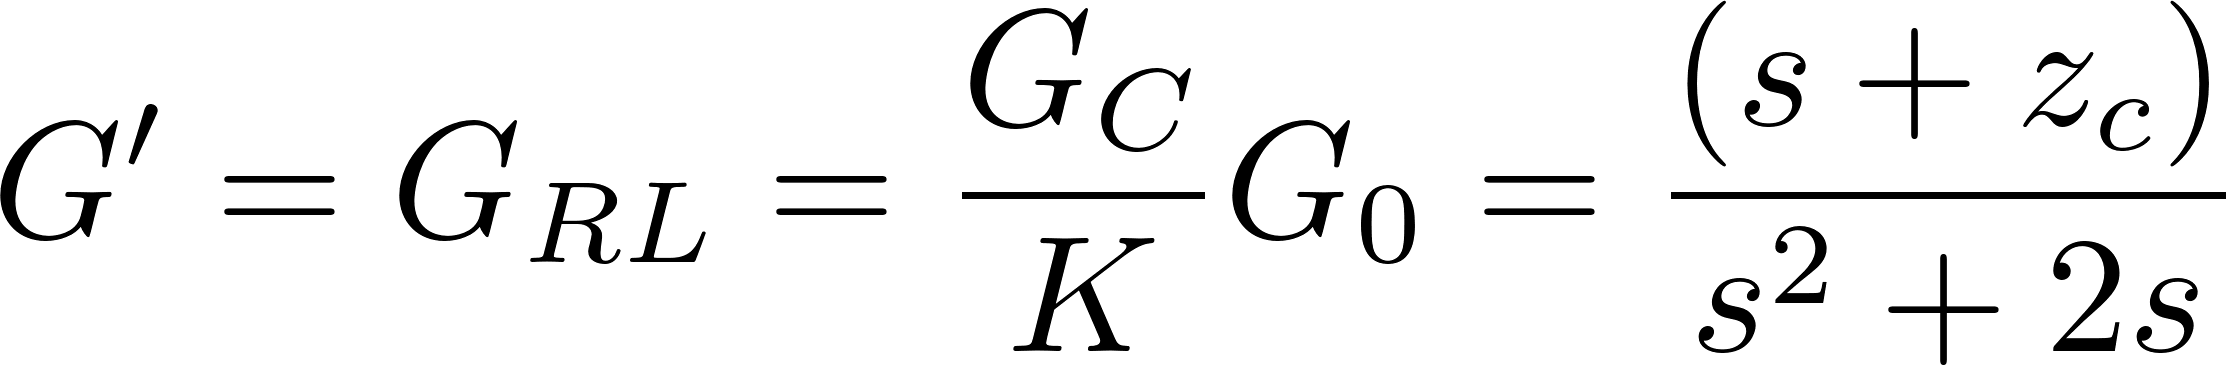 G' = G_{RL} = \frac{G_C}{K} G_0 = \frac{(s + z_c)}{s^2 + 2s}